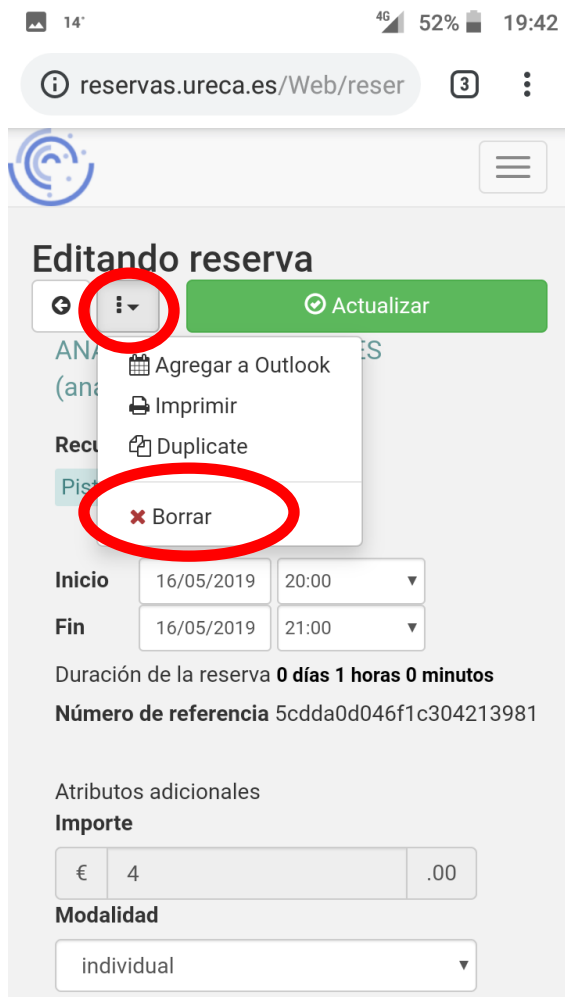 14°
4G 52% 19:42
reservas.ureca.es/Web/reser
3
Editando reserva
Actualizar
Agregar a Outlook
Imprimir
Duplicate
Borrar
Inicio 16/05/2019 20:00
Fin 16/05/2019 21:00
Duración de la reserva 0 días 1 horas 0 minutos
Número de referencia 5cdda0d046f1c304213981
Atributos adicionales
Importe
€ 4 .00
Modalidad
individual